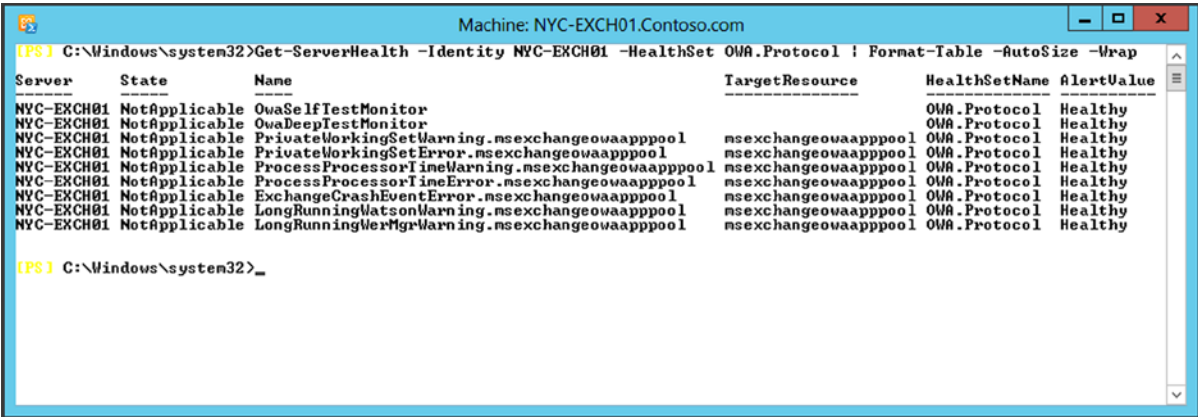 Machine: NYC-EXCH01.Contoso.com
[PS] C:\Windows\system32>Get-ServerHealth -Identity NYC-EXCH01 -HealthSet OWA.Protocol | Format-Table -AutoSize -Wrap
Server State Name TargetResource HealthSetName AlertValue
------ ----- ---- -------------- ------------- ----------
NYC-EXCH01 NotApplicable OwaSelfTestMonitor OWA.Protocol Healthy
NYC-EXCH01 NotApplicable OwaDeepTestMonitor OWA.Protocol Healthy
NYC-EXCH01 NotApplicable PrivateWorkingSetWarning.msexchangeowaapppool msexchangeowaapppool OWA.Protocol Healthy
NYC-EXCH01 NotApplicable PrivateWorkingSetError.msexchangeowaapppool msexchangeowaapppool OWA.Protocol Healthy
NYC-EXCH01 NotApplicable ProcessProcessorTimeWarning.msexchangeowaapppool msexchangeowaapppool OWA.Protocol Healthy
NYC-EXCH01 NotApplicable ProcessProcessorTimeError.msexchangeowaapppool msexchangeowaapppool OWA.Protocol Healthy
NYC-EXCH01 NotApplicable ExchangeCrashEventError.msexchangeowaapppool msexchangeowaapppool OWA.Protocol Healthy
NYC-EXCH01 NotApplicable LongRunningWatsonWarning.msexchangeowaapppool msexchangeowaapppool OWA.Protocol Healthy
NYC-EXCH01 NotApplicable LongRunningWerMgrWarning.msexchangeowaapppool msexchangeowaapppool OWA.Protocol Healthy
[PS] C:\Windows\system32>_